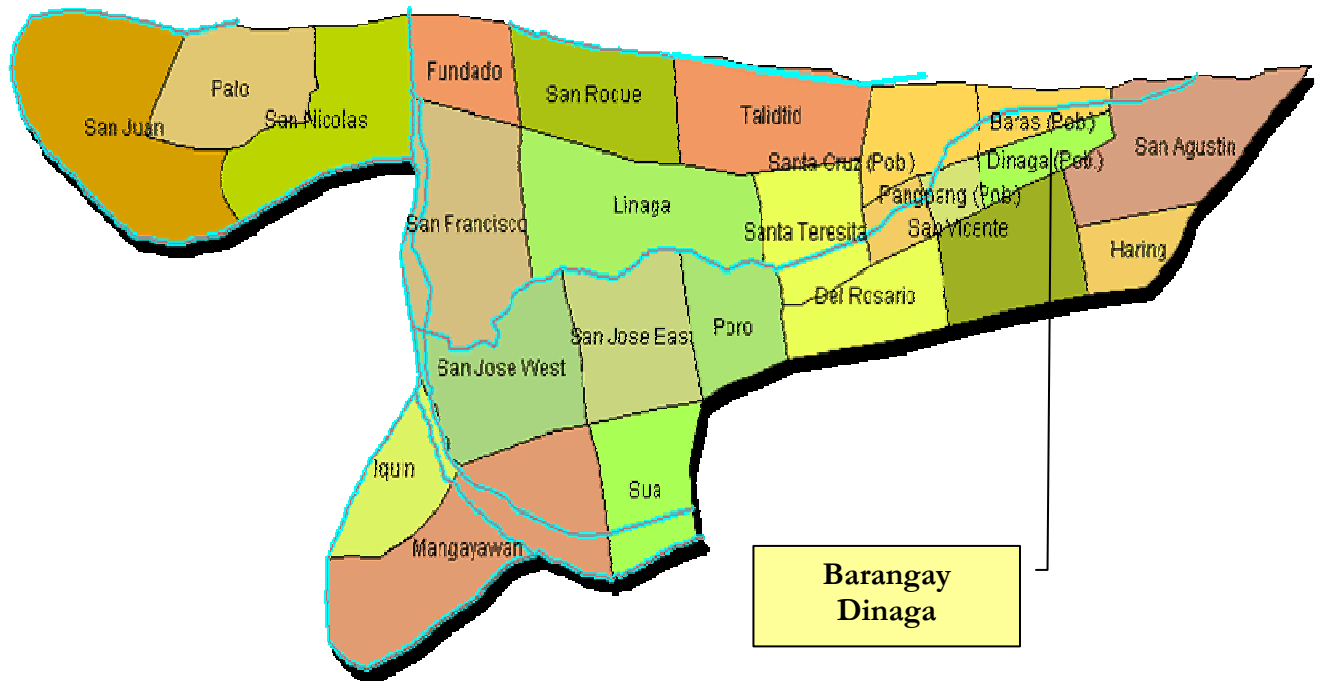 Palo
San Juan
San Nicolas
Fundado
San Roque
Talidtid
Santa Cruz (Pob.)
Baras (Pob.)
Dinaga (Pob.)
San Agustin
Pangpang (Pob.)
San Vicente
Haring
San Francisco
Linaga
Santa Teresita
Del Rosario
San Jose West
San Jose East
Poro
Iquin
Mangayawan
Sua
Barangay
Dinaga